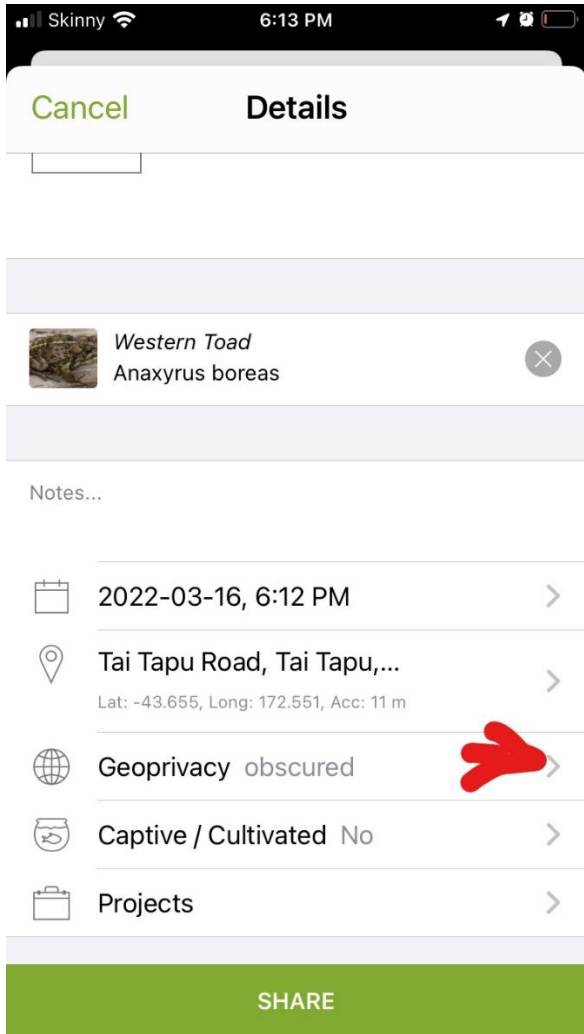 Skinny 6:13 PM
Cancel Details
Western Toad
Anaxyrus boreas
Notes...
2022-03-16, 6:12 PM
Tai Tapu Road, Tai Tapu,...
Lat: -43.655, Long: 172.551, Acc: 11 m
Geoprivacy obscured
Captive / Cultivated No
Projects
SHARE